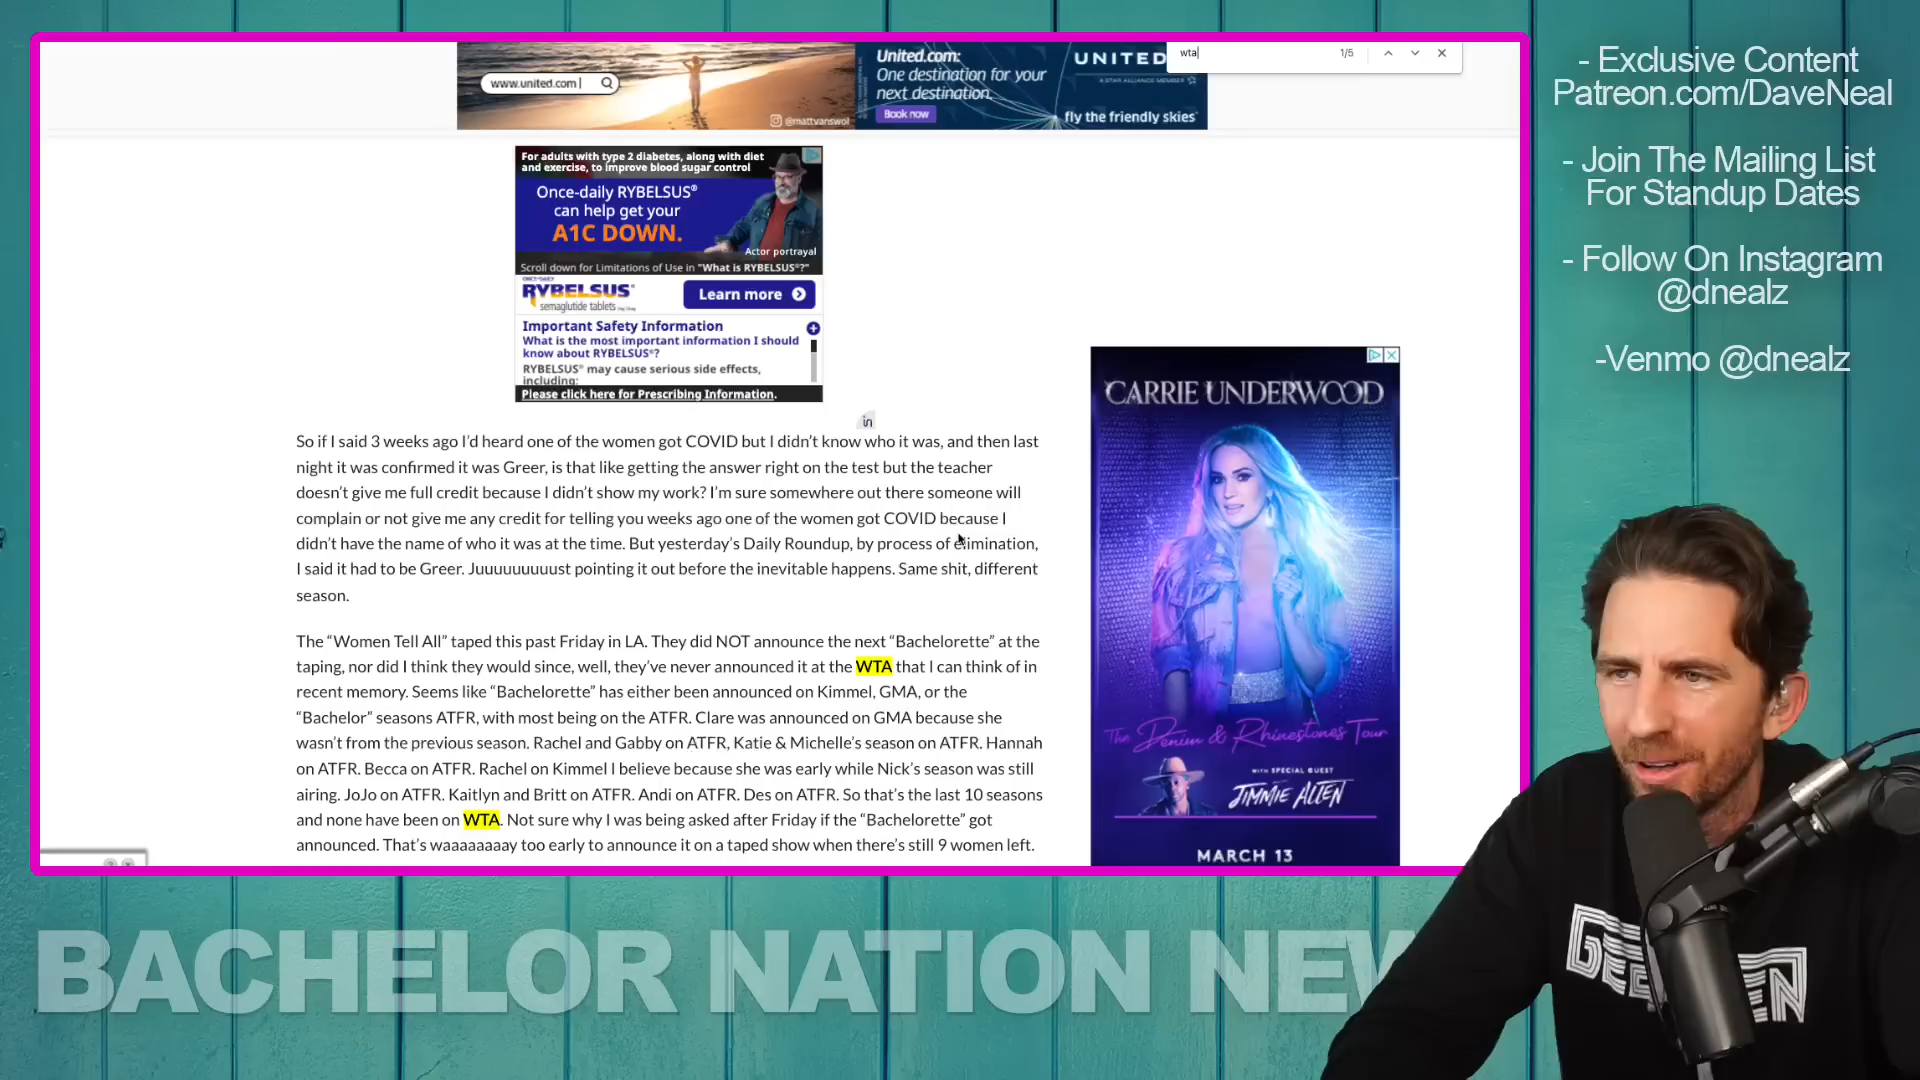 www.united.com |
@mattvanswol
United.com:
One destination for your
next destination.
Book now
UNITED
A STAR ALLIANCE MEMBER
fly the friendly skies
wta
1/5
- Exclusive Content
Patreon.com/DaveNeal
- Join The Mailing List
For Standup Dates
- Follow On Instagram
@dnealz
-Venmo @dnealz
For adults with type 2 diabetes, along with diet
and exercise, to improve blood sugar control
Once-daily RYBELSUS®
can help get your
A1C DOWN.
Actor portrayal
Scroll down for Limitations of Use in "What is RYBELSUS®?"
RYBELSUS®
semaglutide tablets
Learn more
Important Safety Information
What is the most important information I should
know about RYBELSUS®?
RYBELSUS® may cause serious side effects,
including:
Please click here for Prescribing Information.
in
So if I said 3 weeks ago I’d heard one of the women got COVID but I didn’t know who it was, and then last
night it was confirmed it was Greer, is that like getting the answer right on the test but the teacher
doesn’t give me full credit because I didn’t show my work? I’m sure somewhere out there someone will
complain or not give me any credit for telling you weeks ago one of the women got COVID because I
didn’t have the name of who it was at the time. But yesterday’s Daily Roundup, by process of elimination,
I said it had to be Greer. Juuuuuuuuust pointing it out before the inevitable happens. Same shit, different
season.
The “Women Tell All” taped this past Friday in LA. They did NOT announce the next “Bachelorette” at the
taping, nor did I think they would since, well, they’ve never announced it at the WTA that I can think of in
recent memory. Seems like “Bachelorette” has either been announced on Kimmel, GMA, or the
“Bachelor” seasons ATFR, with most being on the ATFR. Clare was announced on GMA because she
wasn’t from the previous season. Rachel and Gabby on ATFR, Katie & Michelle’s season on ATFR. Hannah
on ATFR. Becca on ATFR. Rachel on Kimmel I believe because she was early while Nick’s season was still
airing. JoJo on ATFR. Kaitlyn and Britt on ATFR. Andi on ATFR. Des on ATFR. So that’s the last 10 seasons
and none have been on WTA. Not sure why I was being asked after Friday if the “Bachelorette” got
announced. That’s waaaaaaaay too early to announce it on a taped show when there’s still 9 women left.
CARRIE UNDERWOOD
The Denim & Rhinestones Tour
WITH SPECIAL GUEST
JIMMIE ALLEN
MARCH 13
BACHELOR NATION NEW